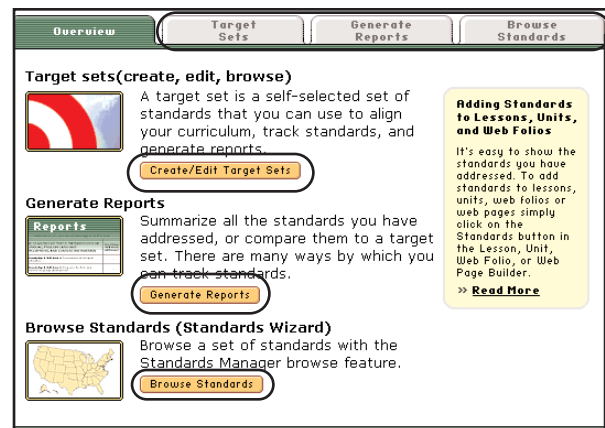 Overview
Target
Sets
Generate
Reports
Browse
Standards
Target sets(create, edit, browse)
A target set is a self-selected set of
standards that you can use to align
your curriculum, track standards, and
generate reports.
Create/Edit Target Sets
Generate Reports
Reports
Summarize all the standards you have
addressed, or compare them to a target
set. There are many ways by which you
can track standards.
Generate Reports
Browse Standards (Standards Wizard)
Browse a set of standards with the
Standards Manager browse feature.
Browse Standards
Adding Standards
to Lessons, Units,
and Web Folios
It's easy to show the
standards you have
addressed. To add
standards to lessons,
units, web folios or
web pages simply
click on the
Standards button in
the Lesson, Unit,
Web Folio, or Web
Page Builder.
» Read More